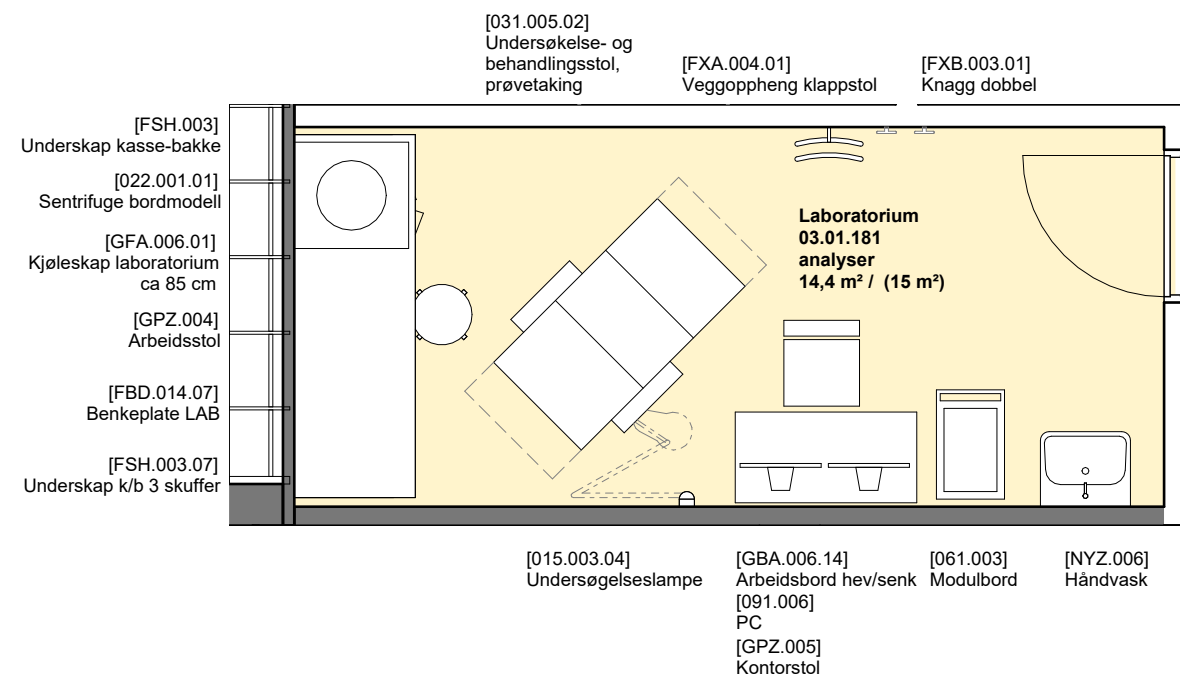 [031.005.02]
Undersøkelse- og
behandlingsstol,
prøvetaking
[FXA.004.01]
Veggoppheng klappstol
[FXB.003.01]
Knagg dobbel
[FSH.003]
Underskap kasse-bakke
[022.001.01]
Sentrifuge bordmodell
[GFA.006.01]
Kjøleskap laboratorium
ca 85 cm
[GPZ.004]
Arbeidsstol
[FBD.014.07]
Benkeplate LAB
[FSH.003.07]
Underskap k/b 3 skuffer
Laboratorium
03.01.181
analyser
14,4 m² / (15 m²)
[015.003.04]
Undersøgelseslampe
[GBA.006.14]
Arbeidsbord hev/senk
[091.006]
PC
[GPZ.005]
Kontorstol
[061.003]
Modulbord
[NYZ.006]
Håndvask